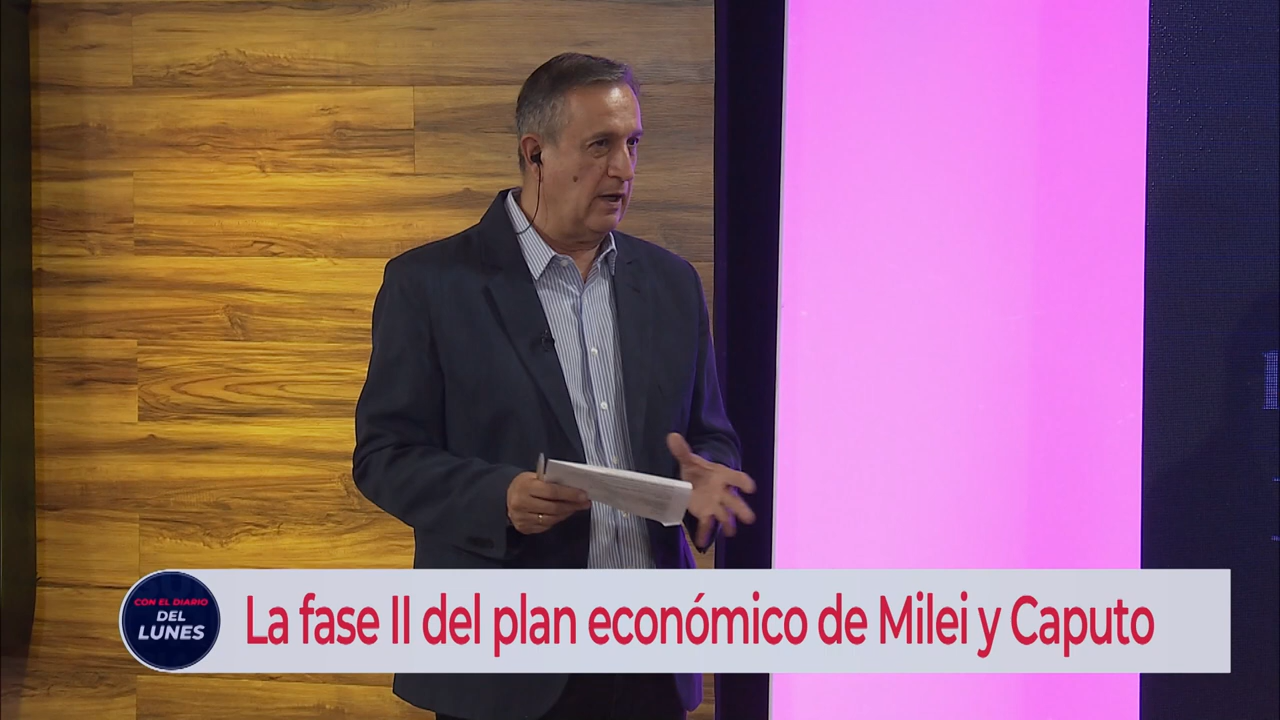 CON EL DIARIO
DEL
LUNES
La fase II del plan económico de Milei y Caputo